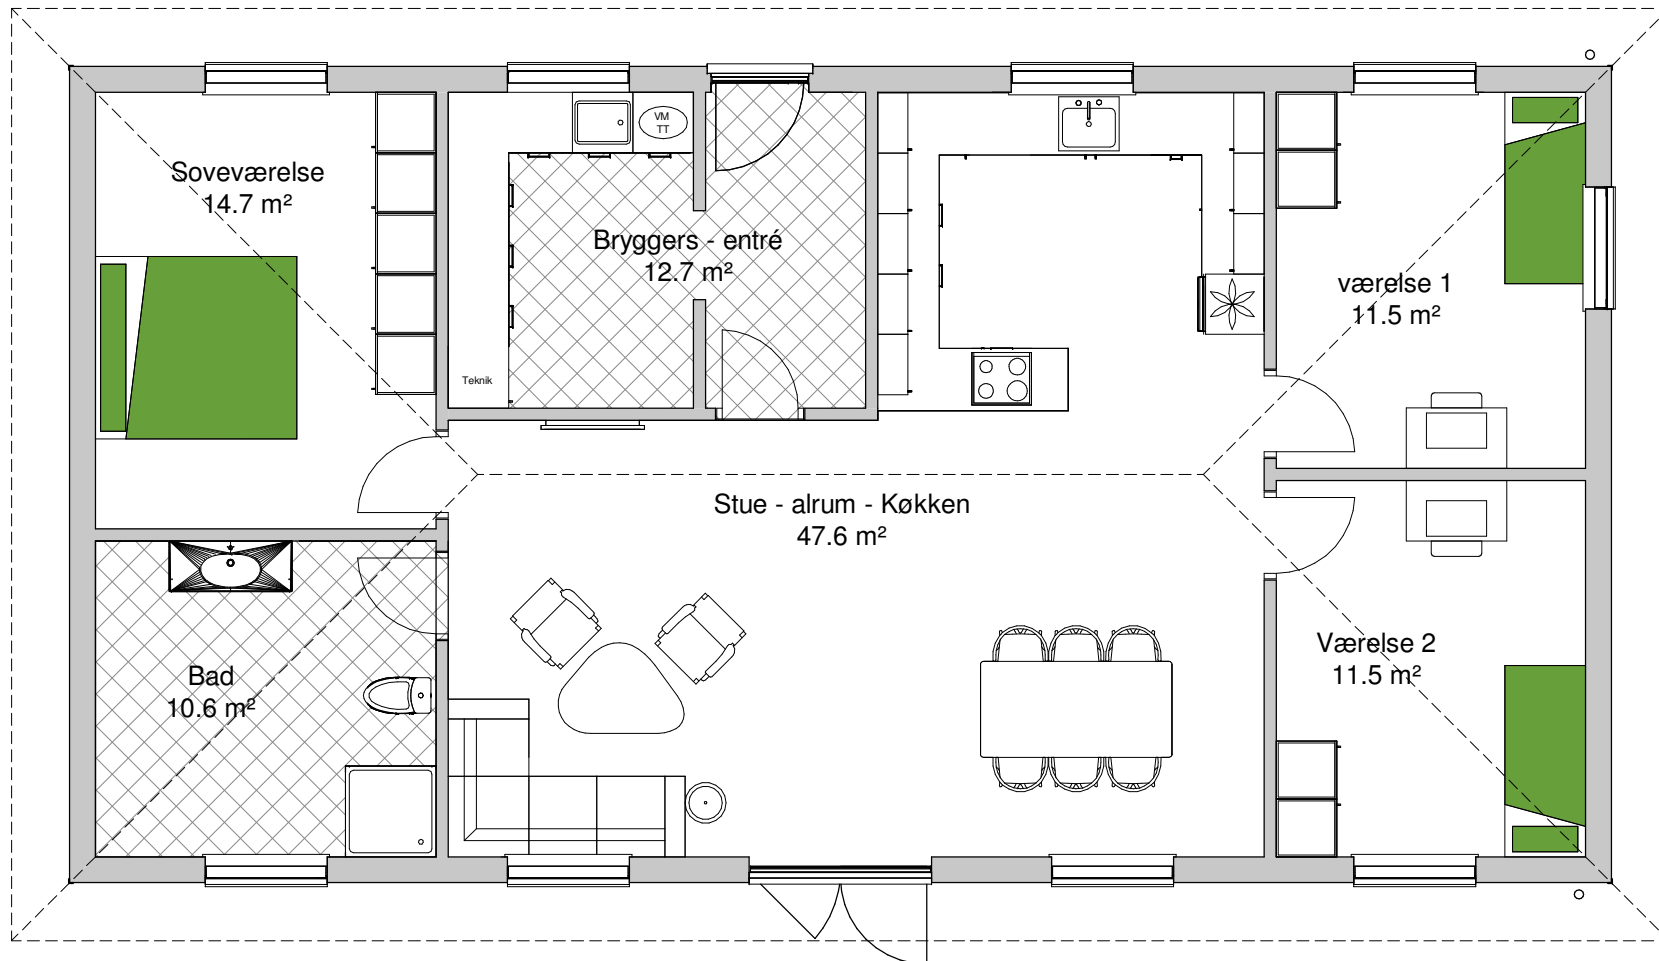 Soveværelse
14.7 m²
VM
TT
Bryggers - entré
12.7 m²
Teknik
værelse 1
11.5 m²
Stue - alrum - Køkken
47.6 m²
Bad
10.6 m²
Værelse 2
11.5 m²